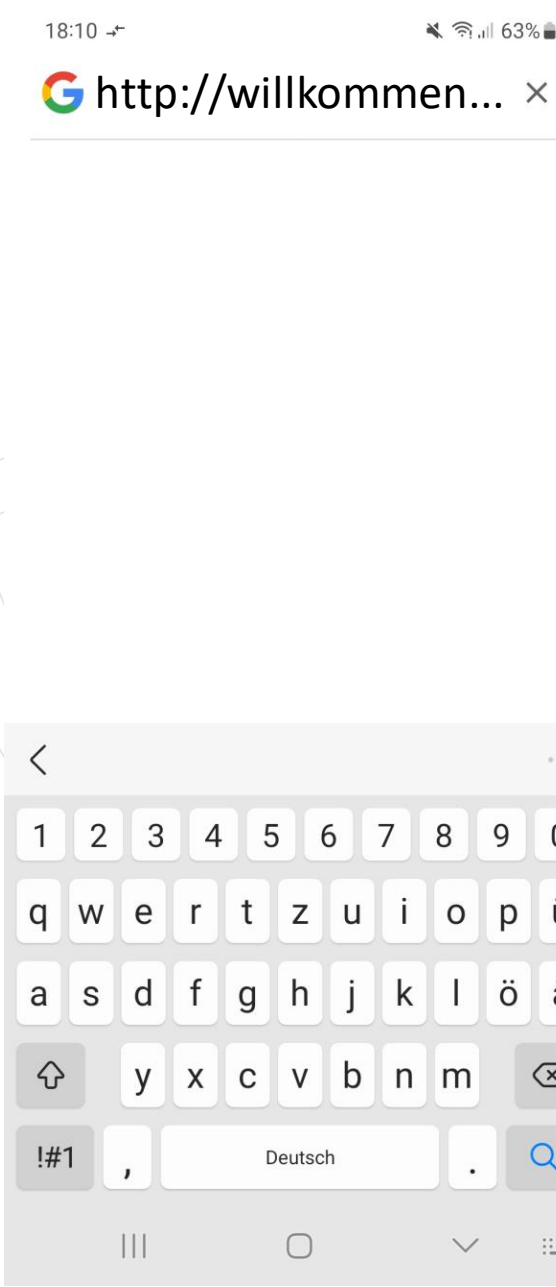 18:10 63%
http://willkommen... ×
1 2 3 4 5 6 7 8 9
q w e r t z u i o p ü
a s d f g h j k l ö ä
y x c v b n m
!#1 , Deutsch .